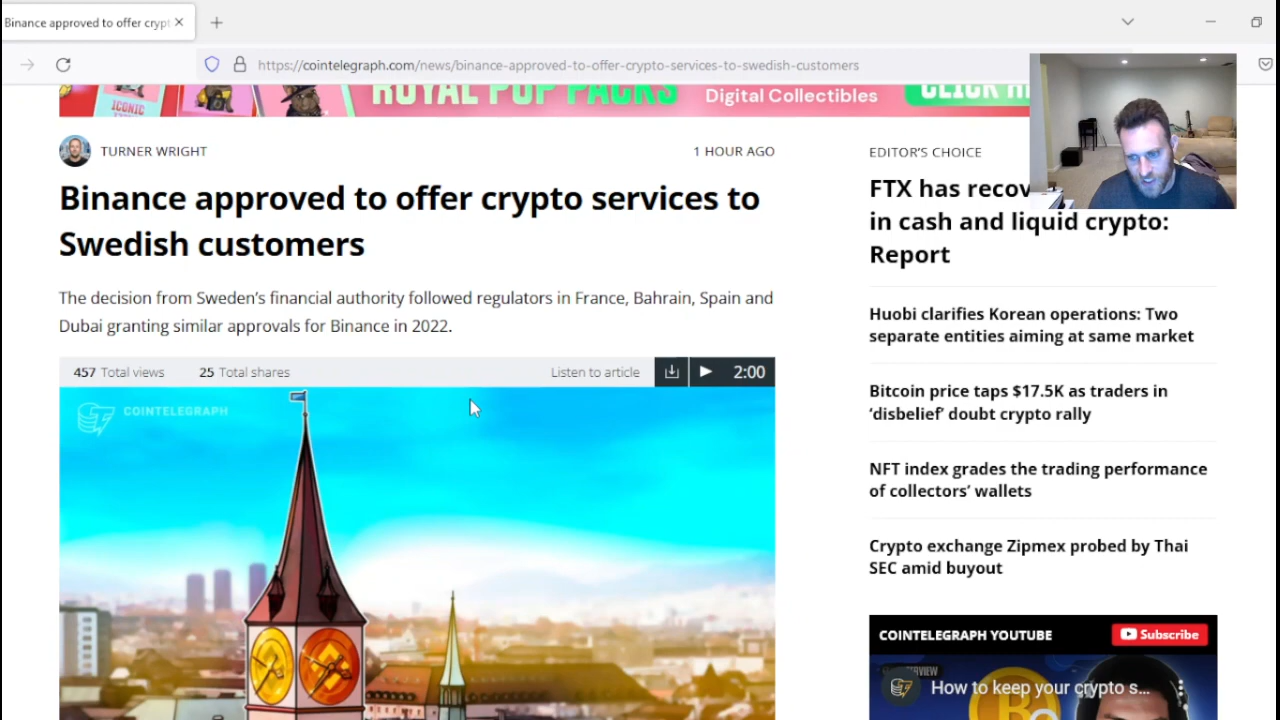 Binance approved to offer crypt
https://cointelegraph.com/news/binance-approved-to-offer-crypto-services-to-swedish-customers
ICONIC
ROYAL POP PACKS
Digital Collectibles
TURNER WRIGHT
1 HOUR AGO
Binance approved to offer crypto services to
Swedish customers
The decision from Sweden's financial authority followed regulators in France, Bahrain, Spain and
Dubai granting similar approvals for Binance in 2022.
457 Total views
25 Total shares
Listen to article
2:00
COINTELEGRAPH
EDITOR'S CHOICE
FTX has recov
in cash and liquid crypto:
Report
Huobi clarifies Korean operations: Two
separate entities aiming at same market
Bitcoin price taps $17.5K as traders in
‘disbelief’ doubt crypto rally
NFT index grades the trading performance
of collectors’ wallets
Crypto exchange Zipmex probed by Thai
SEC amid buyout
COINTELEGRAPH YOUTUBE
Subscribe
How to keep your crypto s...